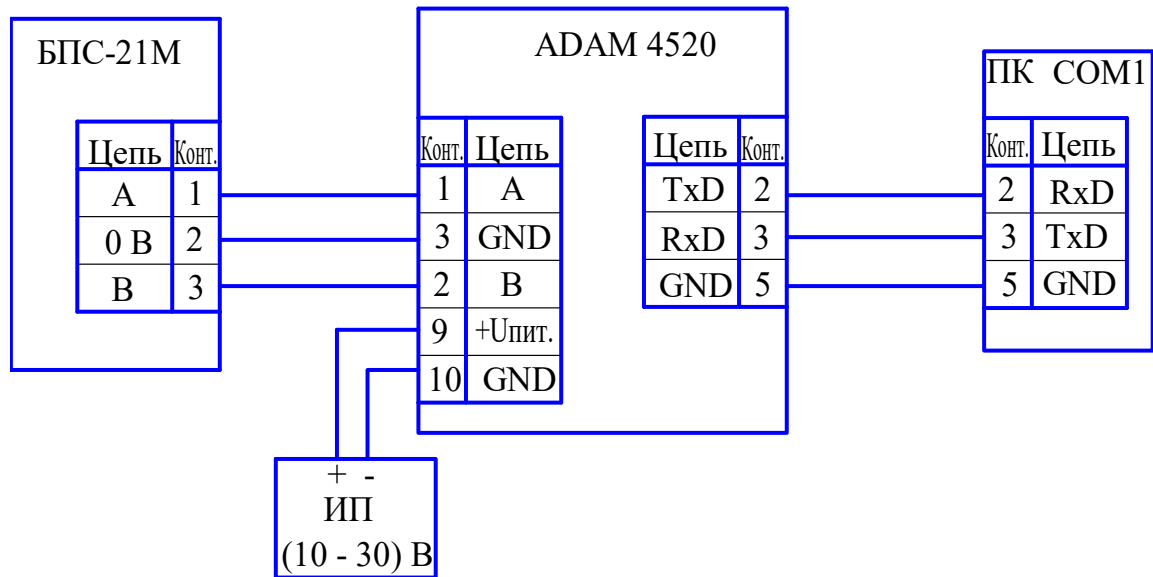 БПС-21М
Цепь Конт.
А 1
0 В 2
В 3
ADAM 4520
Конт. Цепь
1 А
3 GND
2 В
9 +Uпит.
10 GND
Цепь Конт.
TxD 2
RxD 3
GND 5
ПК COM1
Конт. Цепь
2 RxD
3 TxD
5 GND
+ -
ИП
(10 - 30) В